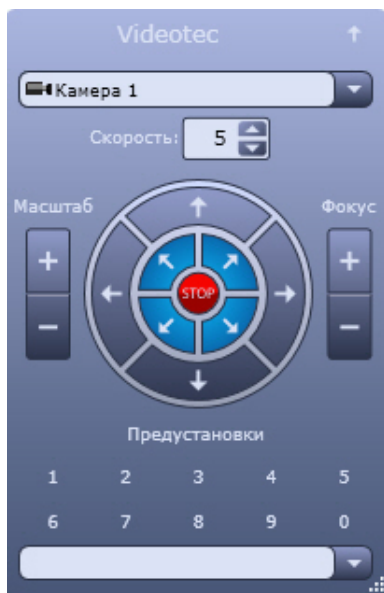 Videotec
Камера 1
Скорость: 5
Масштаб
Фокус
STOP
Предустановки
1 2 3 4 5
6 7 8 9 0